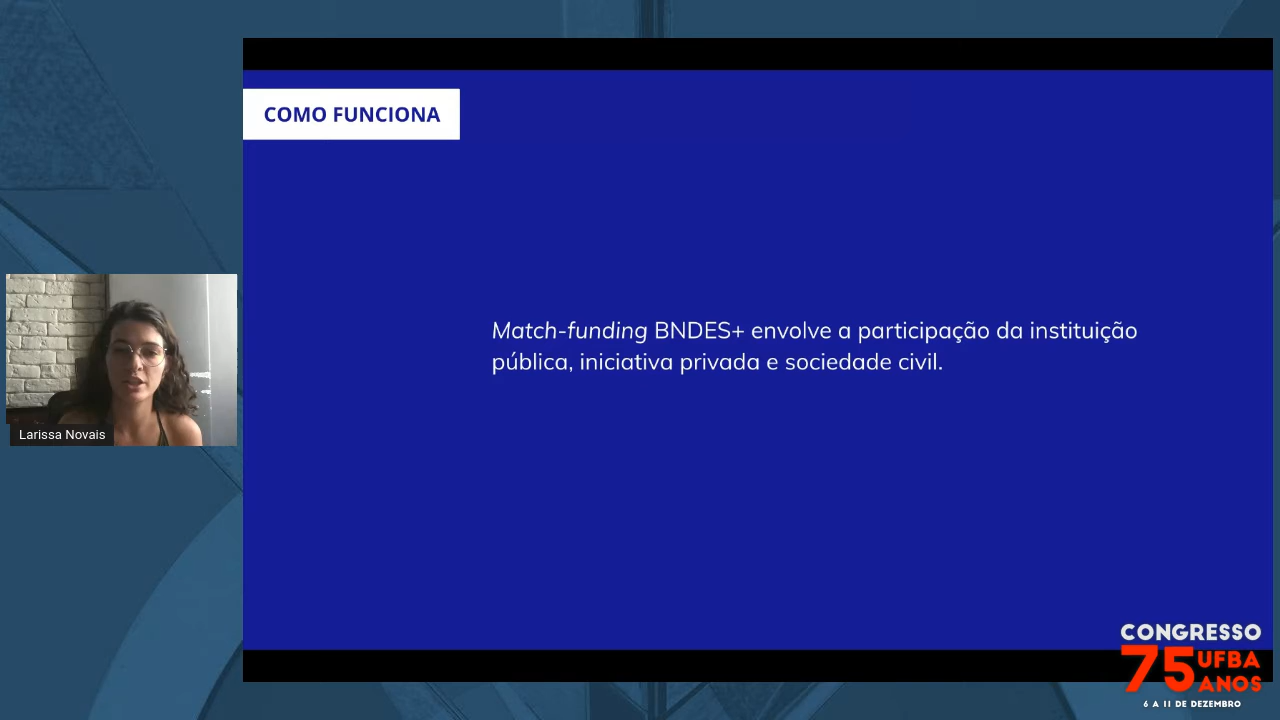 COMO FUNCIONA
Match-funding BNDES+ envolve a participação da instituição
pública, iniciativa privada e sociedade civil.
Larissa Novais
CONGRESSO
75 UFBA
ANOS
6 A 11 DE DEZEMBRO